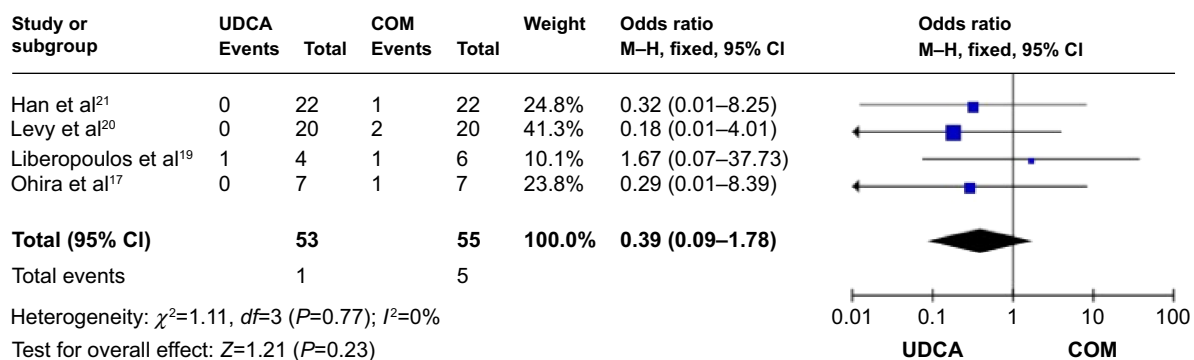 Study or subgroup UDCA COM Weight Odds ratio Odds ratio
Events Total Events Total M–H, fixed, 95% CI M–H, fixed, 95% CI
Han et al²¹ 0 22 1 22 24.8% 0.32 (0.01–8.25)
Levy et al²⁰ 0 20 2 20 41.3% 0.18 (0.01–4.01)
Liberopoulos et al¹⁹ 1 4 1 6 10.1% 1.67 (0.07–37.73)
Ohira et al¹⁷ 0 7 1 7 23.8% 0.29 (0.01–8.39)
Total (95% CI) 53 55 100.0% 0.39 (0.09–1.78)
Total events 1 5
Heterogeneity: χ²=1.11, df=3 (P=0.77); I²=0%
Test for overall effect: Z=1.21 (P=0.23)
0.01 0.1 1 10 100
UDCA COM